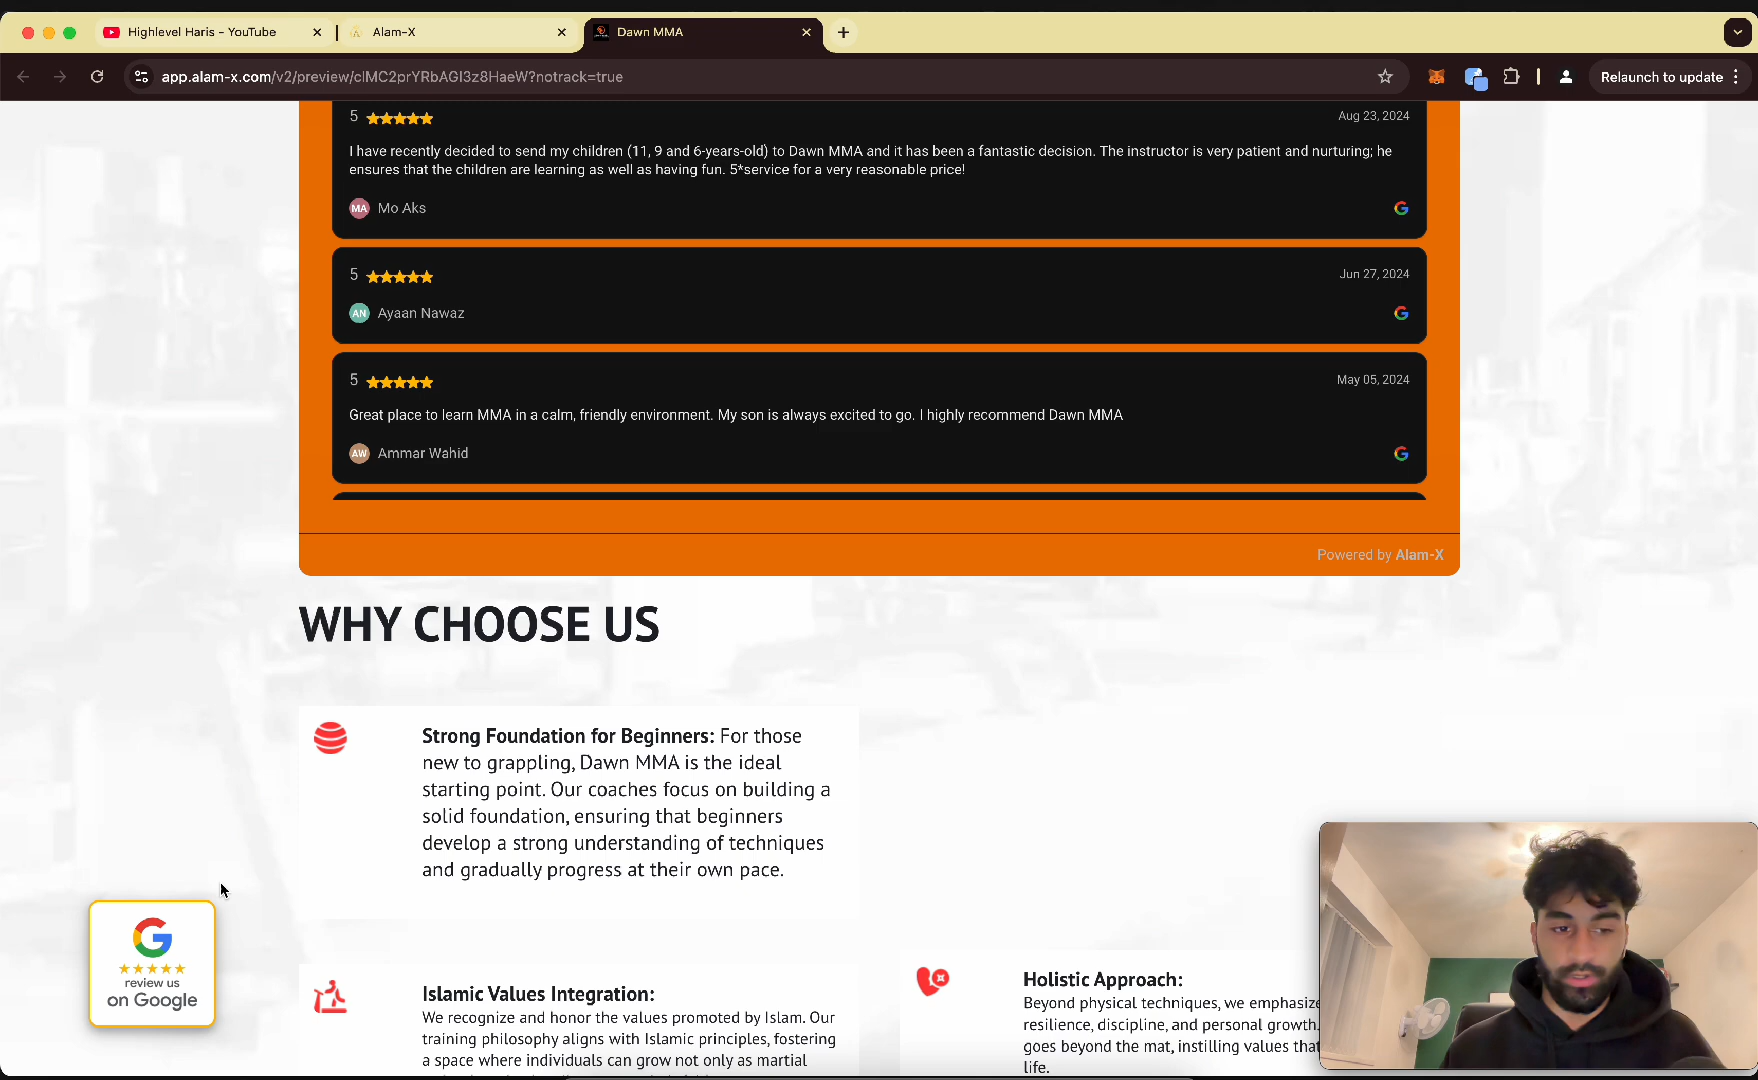 Highlevel Haris - YouTube
Alam-X
Dawn MMA
app.alam-x.com/v2/preview/clMC2prYRbAGI3z8HaeW?notrack=true
Relaunch to update
5
Aug 23, 2024
I have recently decided to send my children (11, 9 and 6-years-old) to Dawn MMA and it has been a fantastic decision. The instructor is very patient and nurturing; he
ensures that the children are learning as well as having fun. 5*service for a very reasonable price!
MA Mo Aks
5
Jun 27, 2024
AN Ayaan Nawaz
5
May 05, 2024
Great place to learn MMA in a calm, friendly environment. My son is always excited to go. I highly recommend Dawn MMA
AW Ammar Wahid
Powered by Alam-X
WHY CHOOSE US
Strong Foundation for Beginners: For those
new to grappling, Dawn MMA is the ideal
starting point. Our coaches focus on building a
solid foundation, ensuring that beginners
develop a strong understanding of techniques
and gradually progress at their own pace.
review us
on Google
Islamic Values Integration:
We recognize and honor the values promoted by Islam. Our
training philosophy aligns with Islamic principles, fostering
a space where individuals can grow not only as martial
Holistic Approach:
Beyond physical techniques, we emphasize
resilience, discipline, and personal growth.
goes beyond the mat, instilling values that
life.